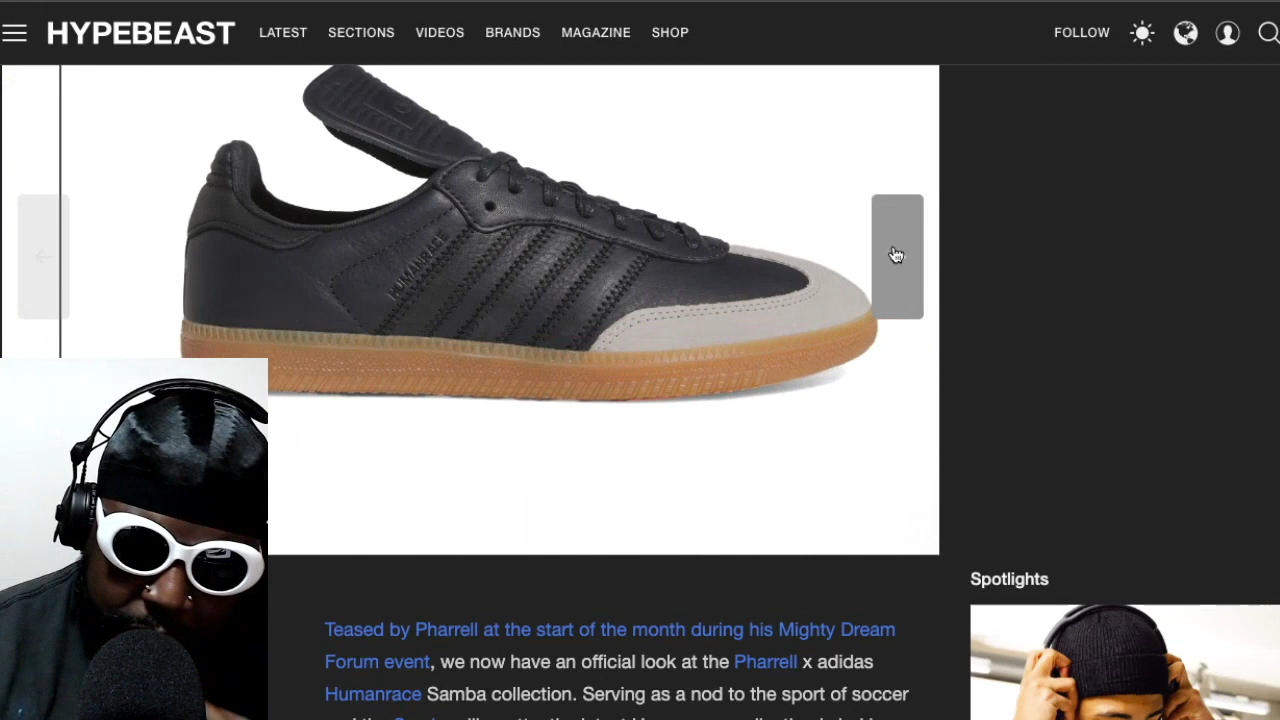 HYPEBEAST LATEST SECTIONS VIDEOS BRANDS MAGAZINE SHOP FOLLOW
HUMANRACE
Spotlights
Teased by Pharrell at the start of the month during his Mighty Dream
Forum event, we now have an official look at the Pharrell x adidas
Humanrace Samba collection. Serving as a nod to the sport of soccer